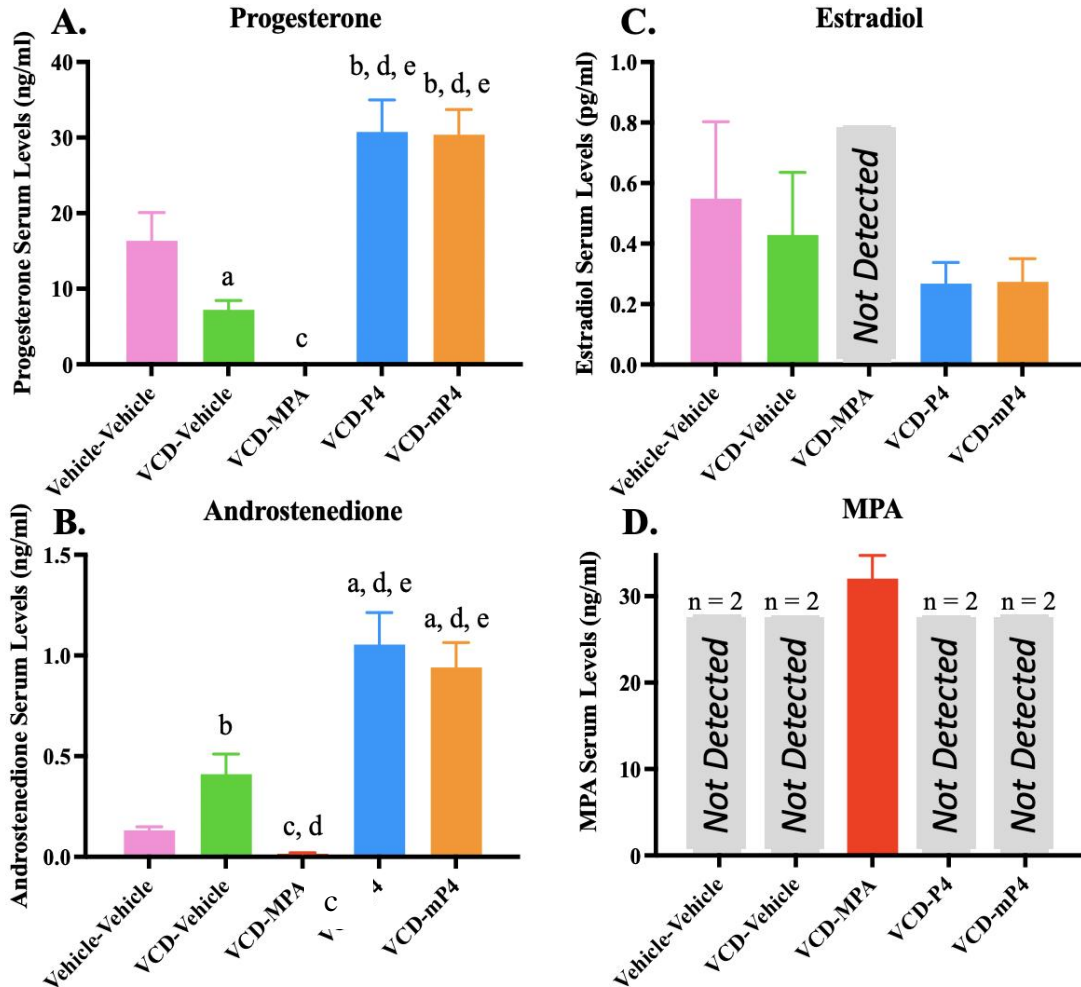 A.
Progesterone
Progesterone Serum Levels (ng/ml)
40
30
20
10
0
a
c
b, d, e
b, d, e
Vehicle-Vehicle
VCD-Vehicle
VCD-MPA
VCD-P4
VCD-mP4
C.
Estradiol
Estradiol Serum Levels (pg/ml)
1.0
0.8
0.6
0.4
0.2
0.0
Not Detected
Vehicle-Vehicle
VCD-Vehicle
VCD-MPA
VCD-P4
VCD-mP4
B.
Androstenedione
Androstenedione Serum Levels (ng/ml)
1.5
1.0
0.5
0.0
b
c, d
a, d, e
a, d, e
Vehicle-Vehicle
VCD-Vehicle
VCD-MPA
c
VCD-mP4
D.
MPA
MPA Serum Levels (ng/ml)
30
20
10
0
n = 2
n = 2
n = 2
n = 2
Not Detected
Not Detected
Not Detected
Not Detected
Vehicle-Vehicle
VCD-Vehicle
VCD-MPA
VCD-P4
VCD-mP4